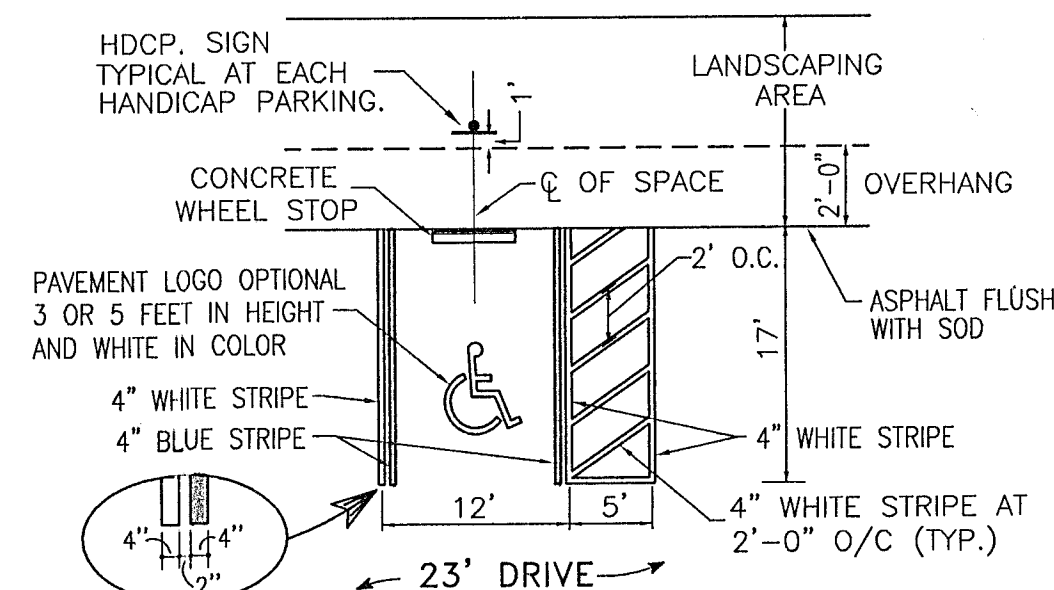 HDCP. SIGN
TYPICAL AT EACH
HANDICAP PARKING.
1'
LANDSCAPING
AREA
CONCRETE
WHEEL STOP
℄ OF SPACE
2'-0"
OVERHANG
PAVEMENT LOGO OPTIONAL
3 OR 5 FEET IN HEIGHT
AND WHITE IN COLOR
2' O.C.
17'
ASPHALT FLUSH
WITH SOD
4" WHITE STRIPE
4" BLUE STRIPE
4" WHITE STRIPE
4" WHITE STRIPE AT
2'-0" O/C (TYP.)
12'
5'
4"
4"
2"
23' DRIVE